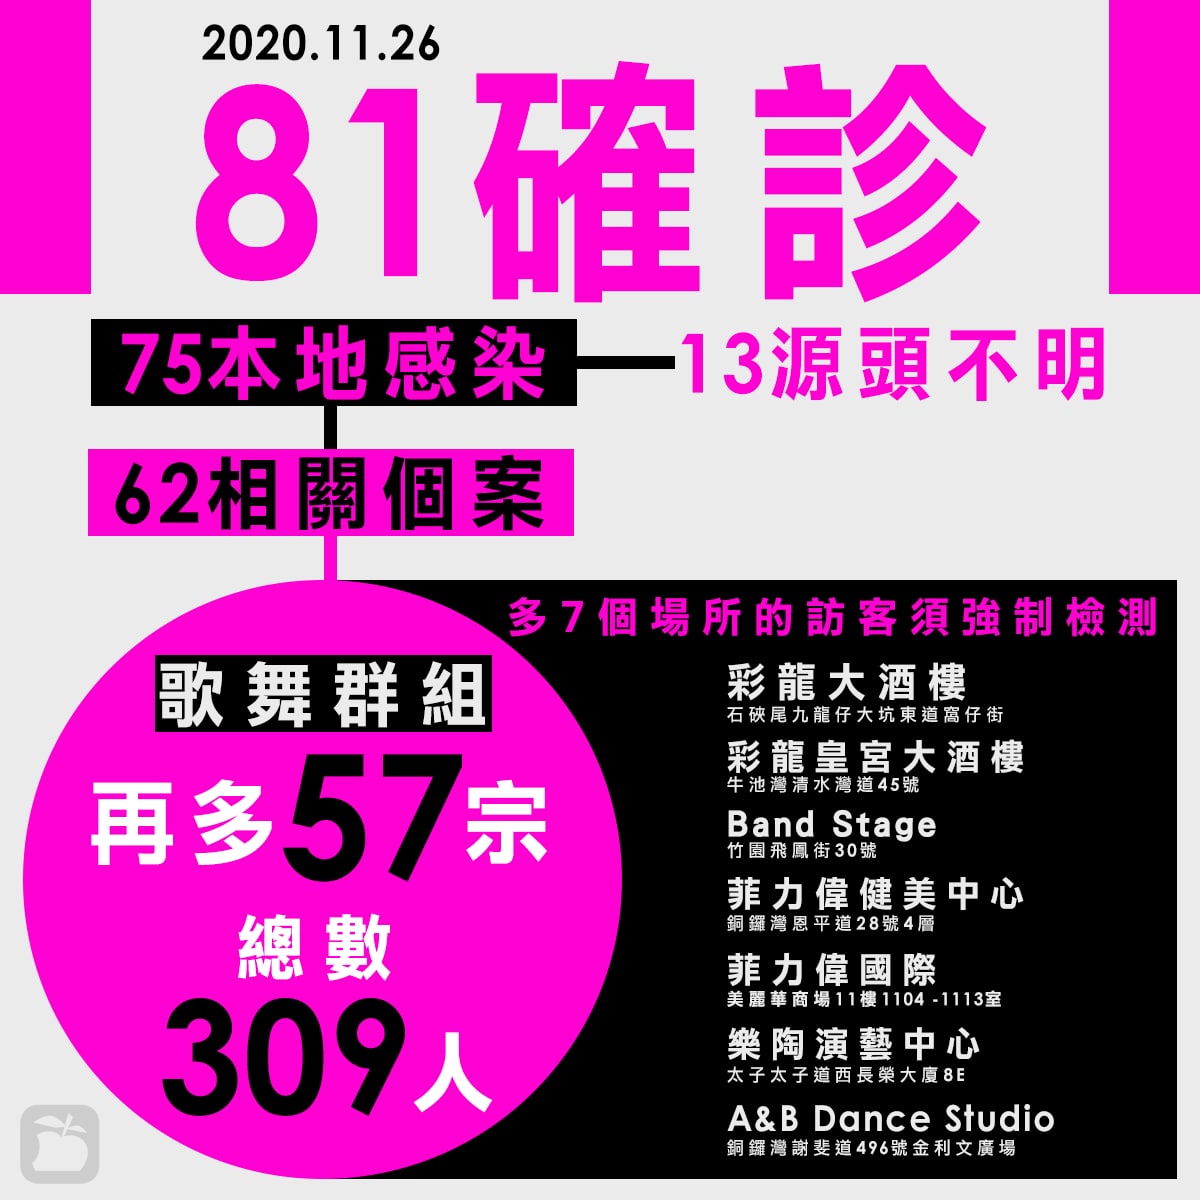 2020.11.26
81確診
75本地感染
13源頭不明
62相關個案
歌舞群組
再多57宗
總數
309人
多7個場所的訪客須強制檢測
彩龍大酒樓
石硤尾九龍仔大坑東道窩仔街
彩龍皇宮大酒樓
牛池灣清水灣道45號
Band Stage
竹園飛鳳街30號
菲力偉健美中心
銅鑼灣恩平道28號4層
菲力偉國際
美麗華商場11樓1104 -1113室
樂陶演藝中心
太子太子道西長榮大廈8E
A&B Dance Studio
銅鑼灣謝斐道496號金利文廣場